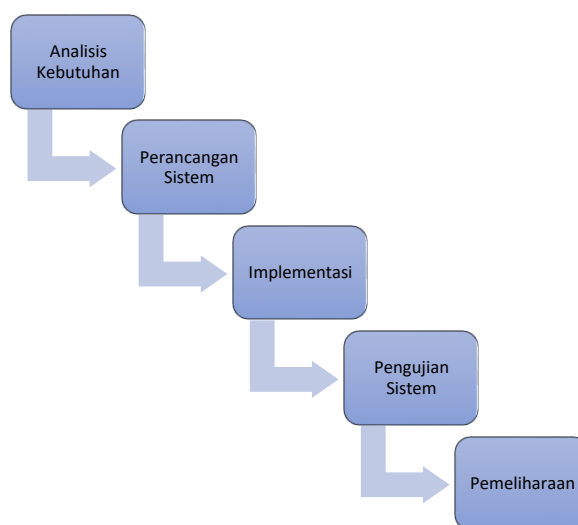 Analisis
Kebutuhan
Perancangan
Sistem
Implementasi
Pengujian
Sistem
Pemeliharaan